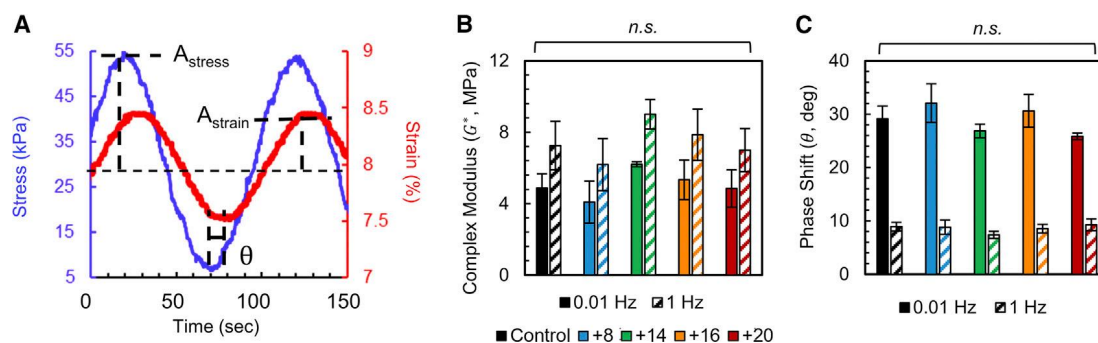 A
55
45
35
25
15
5
Stress (kPa)
A_stress
A_strain
θ
9
8.5
8
7.5
7
Strain (%)
0 50 100 150
Time (sec)
B
n.s.
12
8
4
0
Complex Modulus (G*, MPa)
0.01 Hz 1 Hz
Control +8 +14 +16 +20
C
n.s.
40
30
20
10
0
Phase Shift (θ, deg)
0.01 Hz 1 Hz